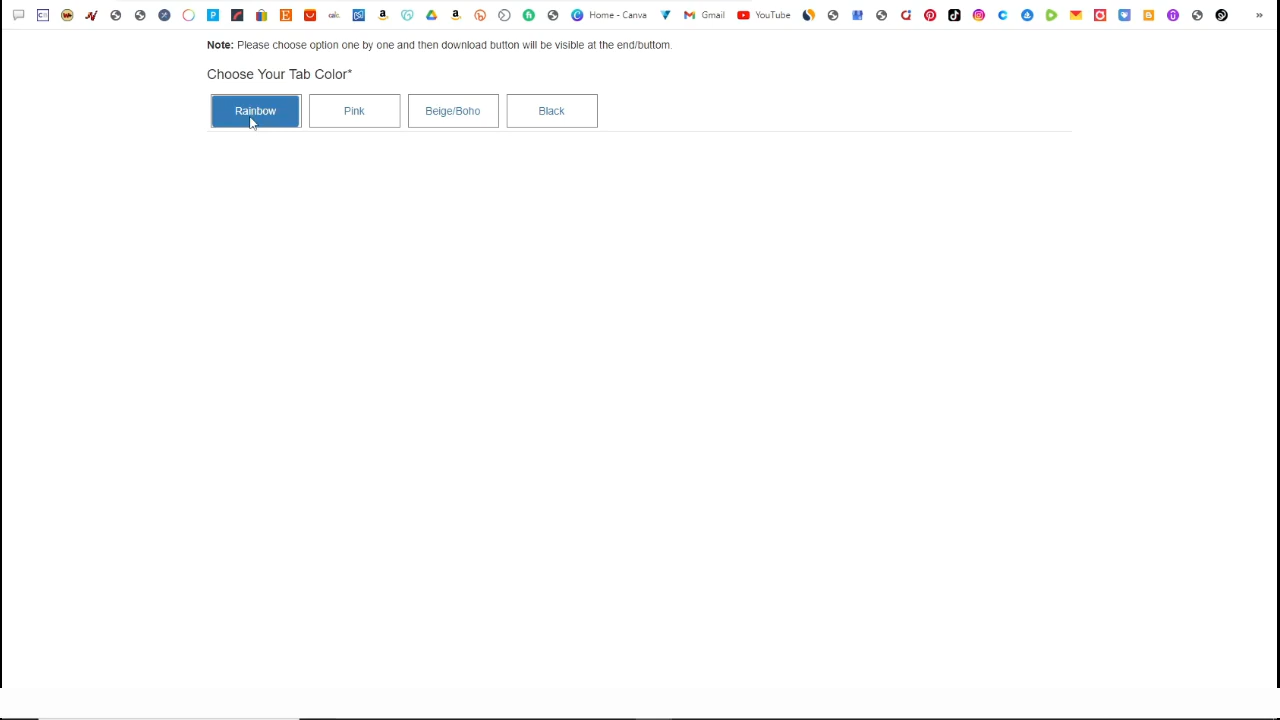 calc. Home - Canva Gmail YouTube »
Note: Please choose option one by one and then download button will be visible at the end/buttom.
Choose Your Tab Color*
Rainbow Pink Beige/Boho Black